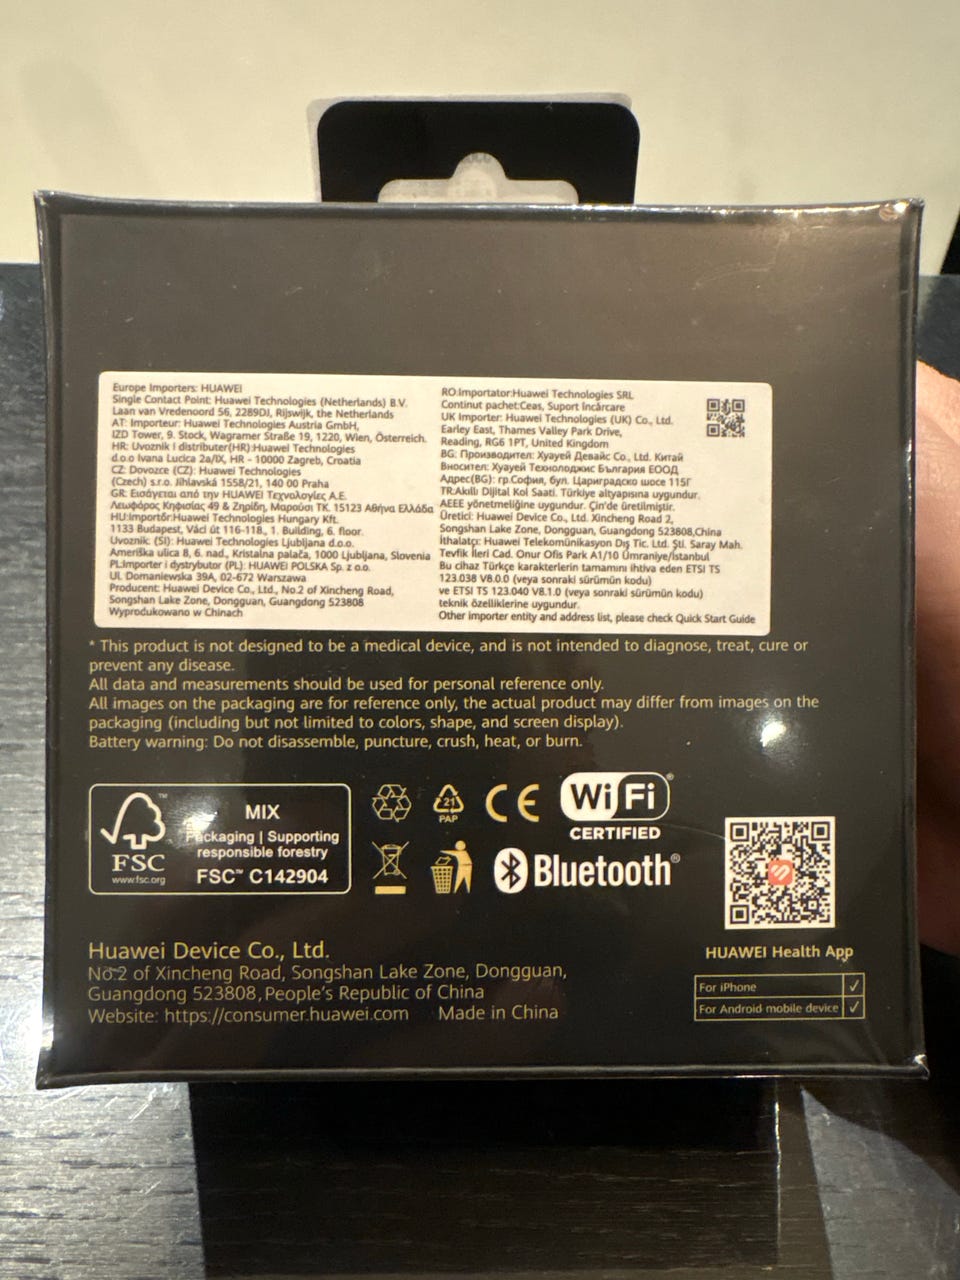 Europe Importers: HUAWEI
Single Contact Point: Huawei Technologies (Netherlands) B.V.
Laan van Vredenoord 56, 2289DJ, Rijswijk, the Netherlands
AT: Importeur: Huawei Technologies Austria GmbH,
IZD Tower, 9. Stock, Wagramer Straße 19, 1220, Wien, Österreich.
HR: Uvoznik i distributer(HR):Huawei Technologies
d.o.o Ivana Lucica 2a/IX, HR - 10000 Zagreb, Croatia
CZ: Dovozce (CZ): Huawei Technologies
(Czech) s.r.o. Jihlavská 1558/21, 140 00 Praha
GR: Εισάγεται από την HUAWEI Τεχνολογίες Α.Ε.
Λεωφόρος Κηφισίας 49 & Ζηρίδη, Μαρούσι ΤΚ. 15123 Αθήνα Ελλάδα
HU:Importőr:Huawei Technologies Hungary Kft.
1133 Budapest, Váci út 116-118., 1. Building, 6. floor.
Uvoznik: (SI): Huawei Technologies Ljubljana d.o.o.
Ameriška ulica 8, 6. nad., Kristalna palača, 1000 Ljubljana, Slovenia
PL:Importer i dystrybutor (PL): HUAWEI POLSKA Sp. z o.o.
Ul. Domaniewska 39A, 02-672 Warszawa
Producent: Huawei Device Co., Ltd., No.2 of Xincheng Road,
Songshan Lake Zone, Dongguan, Guangdong 523808
Wyprodukowano w Chinach
RO:Importator:Huawei Technologies SRL
Continut pachet:Ceas, Suport Încărcare
UK Importer: Huawei Technologies (UK) Co., Ltd.
Earley East, Thames Valley Park Drive,
Reading, RG6 1PT, United Kingdom
BG: Производител: Хуауей Девайс Со., Ltd. Китай
Вносител: Хуауей Технолоджис България ЕООД
Адрес(BG): гр.София, бул. Цариградско шосе 115Г
TR:Akıllı Dijital Kol Saati. Türkiye altyapısına uygundur.
AEEE yönetmeliğine uygundur. Çin'de üretilmiştir.
Üretici: Huawei Device Co., Ltd. Xincheng Road 2,
Songshan Lake Zone, Dongguan, Guangdong 523808,China
İthalatçı: Huawei Telekomünikasyon Dış Tic. Ltd. Şti. Saray Mah.
Tevfik İleri Cad. Onur Ofis Park A1/10 Ümraniye/İstanbul
Bu cihaz Türkçe karakterlerin tamamını ihtiva eden ETSI TS
123.038 V8.0.0 (veya sonraki sürümün kodu)
ve ETSI TS 123.040 V8.1.0 (veya sonraki sürümün kodu)
teknik özelliklerine uygundur.
Other importer entity and address list, please check Quick Start Guide
* This product is not designed to be a medical device, and is not intended to diagnose, treat, cure or
prevent any disease.
All data and measurements should be used for personal reference only.
All images on the packaging are for reference only, the actual product may differ from images on the
packaging (including but not limited to colors, shape, and screen display).
Battery warning: Do not disassemble, puncture, crush, heat, or burn.
FSC
www.fsc.org
MIX
Packaging | Supporting
responsible forestry
FSC™ C142904
21
PAP
CE
WiFi®
CERTIFIED
Bluetooth®
HUAWEI Health App
For iPhone ✓
For Android mobile device ✓
Huawei Device Co., Ltd.
No.2 of Xincheng Road, Songshan Lake Zone, Dongguan,
Guangdong 523808,People's Republic of China
Website: https://consumer.huawei.com Made in China